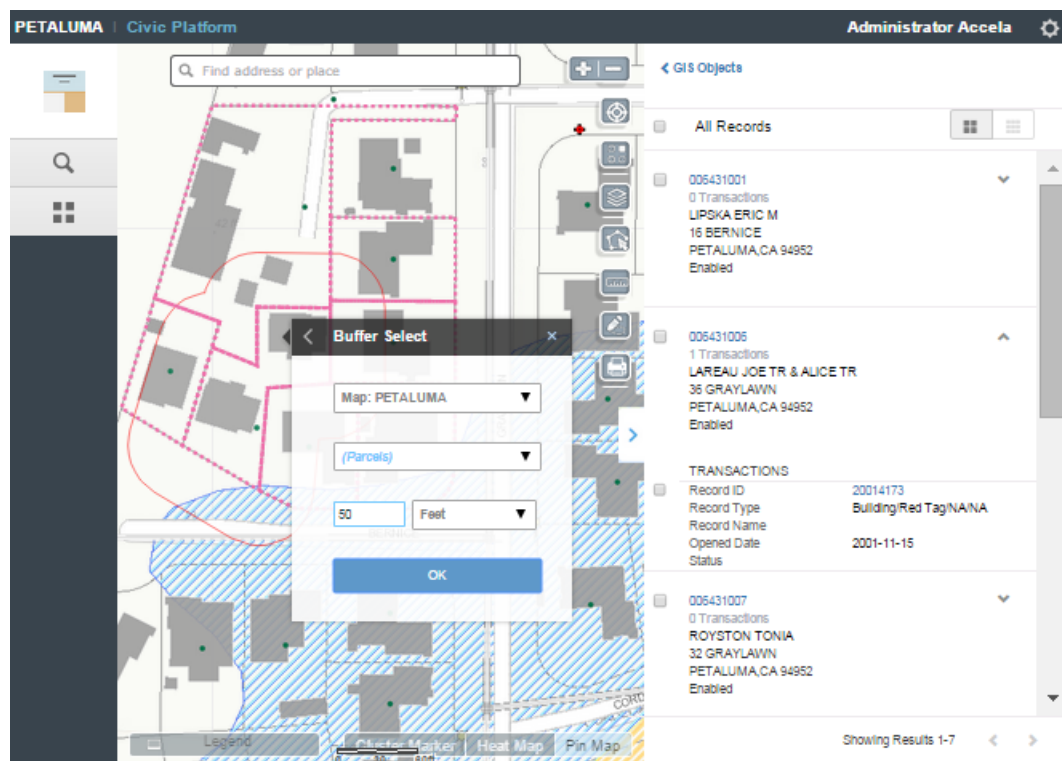 PETALUMA | Civic Platform
Administrator Accela
Find address or place
GIS Objects
All Records
006431001
0 Transactions
LIPSKA ERIC M
16 BERNICE
PETALUMA,CA 94952
Enabled
Buffer Select
Map: PETALUMA
(Parcels)
50
Feet
OK
006431006
1 Transactions
LAREAU JOE TR & ALICE TR
36 GRAYLAWN
PETALUMA,CA 94952
Enabled
TRANSACTIONS
Record ID 20014173
Record Type Building/Red Tag/NA/NA
Record Name
Opened Date 2001-11-15
Status
006431007
0 Transactions
ROYSTON TONIA
32 GRAYLAWN
PETALUMA,CA 94952
Enabled
Legend
Cluster Marker
Heat Map
Pin Map
Showing Results 1-7